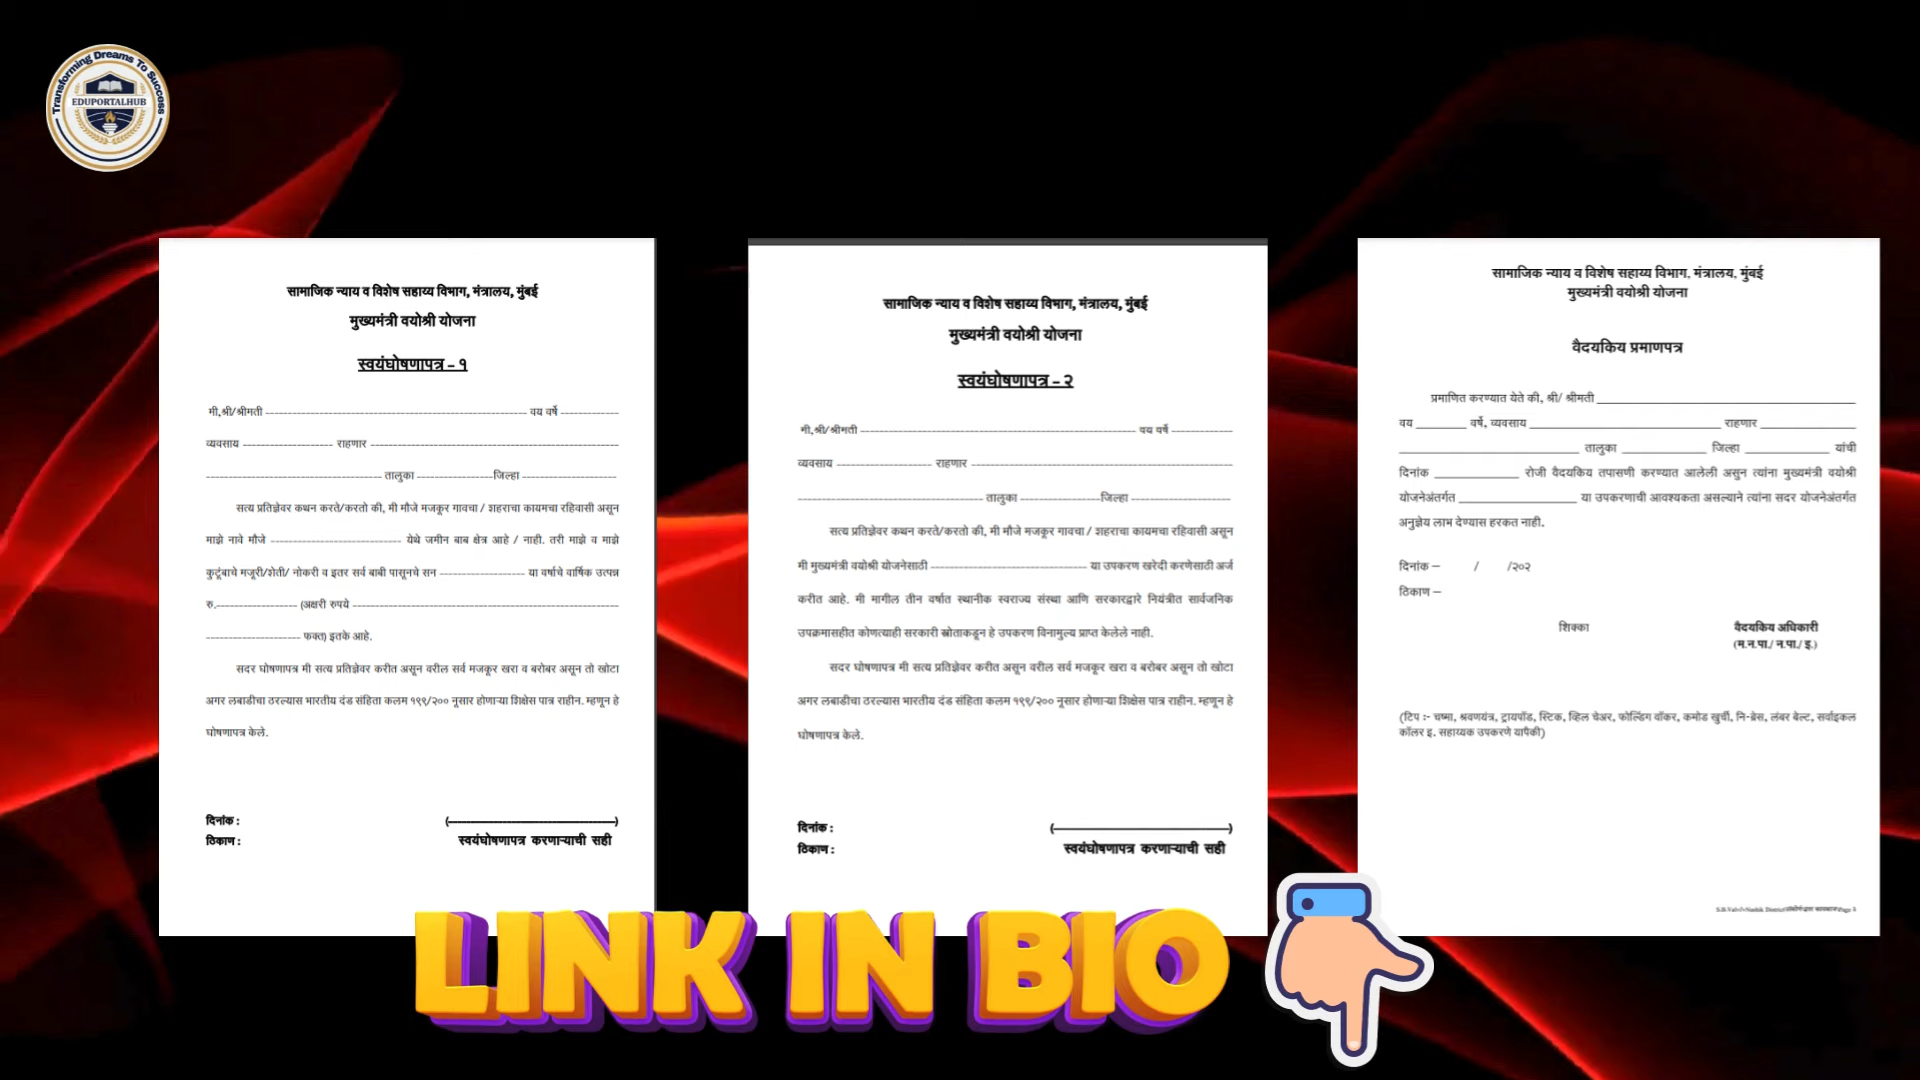 Transforming Dreams To Success
EDUPORTALHUB
सामाजिक न्याय व विशेष सहाय्य विभाग, मंत्रालय, मुंबई
मुख्यमंत्री वयोश्री योजना
स्वयंघोषणापत्र – १
मी,श्री/श्रीमती ------------------------------ वय वर्षे ------------
व्यवसाय ------------------ राहणार ------------------------------
------------------------------ तालुका ------------------जिल्हा ------------------
सत्य प्रतिज्ञेवर कथन करते/करतो की, मी मौजे मजकूर गावचा / शहराचा कायमचा रहिवासी असून
माझे नावे मौजे ------------------------ येथे जमीन बाब क्षेत्र आहे / नाही. तरी माझे व माझे
कुटूंबाचे मजूरी/शेती/ नोकरी व इतर सर्व बाबी पासूनचे सन ------------------ या वर्षाचे वार्षिक उत्पन्न
रु.------------------ (अक्षरी रुपये ------------------------------
------------------ फक्त) इतके आहे.
सदर घोषणापत्र मी सत्य प्रतिज्ञेवर करीत असून वरील सर्व मजकूर खरा व बरोबर असून तो खोटा
अगर लबाडीचा ठरल्यास भारतीय दंड संहिता कलम १९९/२०० नूसार होणाऱ्या शिक्षेस पात्र राहीन. म्हणून हे
घोषणापत्र केले.
दिनांक :
(------------------------------)
ठिकाण :
स्वयंघोषणापत्र करणाऱ्याची सही
सामाजिक न्याय व विशेष सहाय्य विभाग, मंत्रालय, मुंबई
मुख्यमंत्री वयोश्री योजना
स्वयंघोषणापत्र – २
मी,श्री/श्रीमती ------------------------------ वय वर्षे ------------
व्यवसाय ------------------ राहणार ------------------------------
------------------------------ तालुका ------------------जिल्हा ------------------
सत्य प्रतिज्ञेवर कथन करते/करतो की, मी मौजे मजकूर गावचा / शहराचा कायमचा रहिवासी असून
मी मुख्यमंत्री वयोश्री योजनेसाठी ------------------------------ या उपकरण खरेदी करणेसाठी अर्ज
करीत आहे. मी मागील तीन वर्षात स्थानीक स्वराज्य संस्था आणि सरकारद्वारे नियंत्रीत सार्वजनिक
उपक्रमासहीत कोणत्याही सरकारी स्त्रोताकडून हे उपकरण विनामुल्य प्राप्त केलेले नाही.
सदर घोषणापत्र मी सत्य प्रतिज्ञेवर करीत असून वरील सर्व मजकूर खरा व बरोबर असून तो खोटा
अगर लबाडीचा ठरल्यास भारतीय दंड संहिता कलम १९९/२०० नूसार होणाऱ्या शिक्षेस पात्र राहीन. म्हणून हे
घोषणापत्र केले.
दिनांक :
(------------------------------)
ठिकाण :
स्वयंघोषणापत्र करणाऱ्याची सही
सामाजिक न्याय व विशेष सहाय्य विभाग, मंत्रालय, मुंबई
मुख्यमंत्री वयोश्री योजना
वैदयकिय प्रमाणपत्र
प्रमाणित करण्यात येते की, श्री/ श्रीमती ______________________________
वय ________ वर्षे, व्यवसाय ______________________________ राहणार ______________
______________________________ तालुका ______________ जिल्हा ______________ यांची
दिनांक ______________ रोजी वैदयकिय तपासणी करण्यात आलेली असुन त्यांना मुख्यमंत्री वयोश्री
योजनेअंतर्गत ____________________ या उपकरणाची आवश्यकता असल्याने त्यांना सदर योजनेअंतर्गत
अनुज्ञेय लाभ देण्यास हरकत नाही.
दिनांक – / /२०२
ठिकाण –
शिक्का वैदयकिय अधिकारी
(म.न.पा./ न.पा./ इ.)
(टिप :- चष्मा, श्रवणयंत्र, ट्रायपॉड, स्टिक, व्हिल चेअर, फोल्डिंग वॉकर, कमोड खुर्ची, नि-ब्रेस, लंबर बेल्ट, सर्वाइकल
कॉलर इ. सहाय्यक उपकरणे यापैकी)
LINK IN BIO